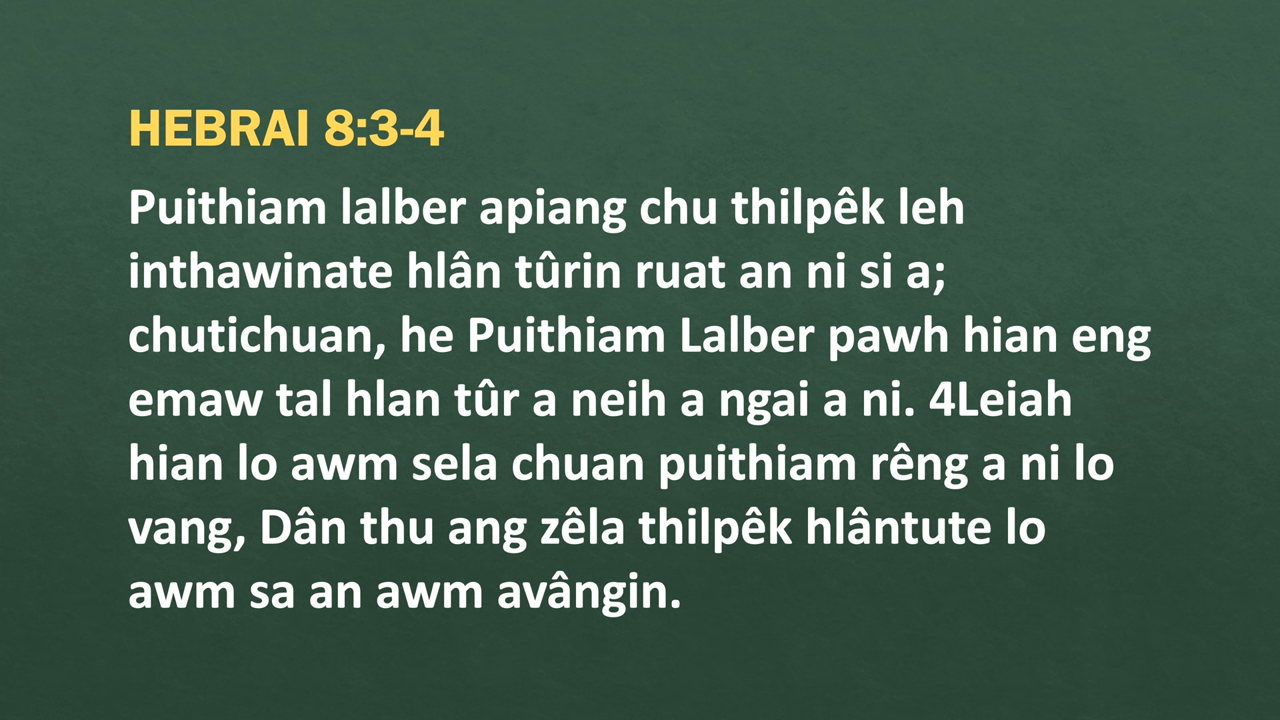 HEBRAI 8:3-4
Puithiam lalber apiang chu thilpêk leh
inthawinate hlân tûrin ruat an ni si a;
chutichuan, he Puithiam Lalber pawh hian eng
emaw tal hlan tûr a neih a ngai a ni. 4Leiah
hian lo awm sela chuan puithiam rêng a ni lo
vang, Dân thu ang zêla thilpêk hlântute lo
awm sa an awm avângin.